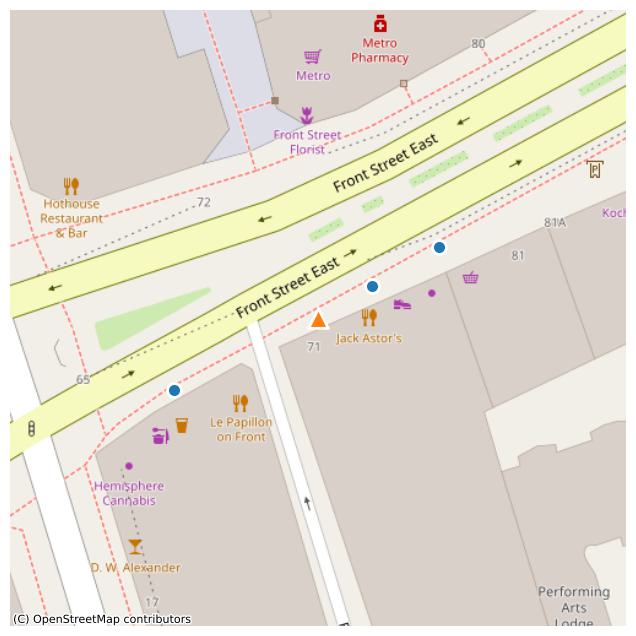 80
Metro
Pharmacy
Metro
Front Street
Florist
Front Street East
Hothouse
Restaurant
& Bar
72
81A
Koch
81
Front Street East
Jack Astor's
71
65
Le Papillon
on Front
Hemisphere
Cannabis
D. W. Alexander
17
Performing
Arts
Lodge
(C) OpenStreetMap contributors